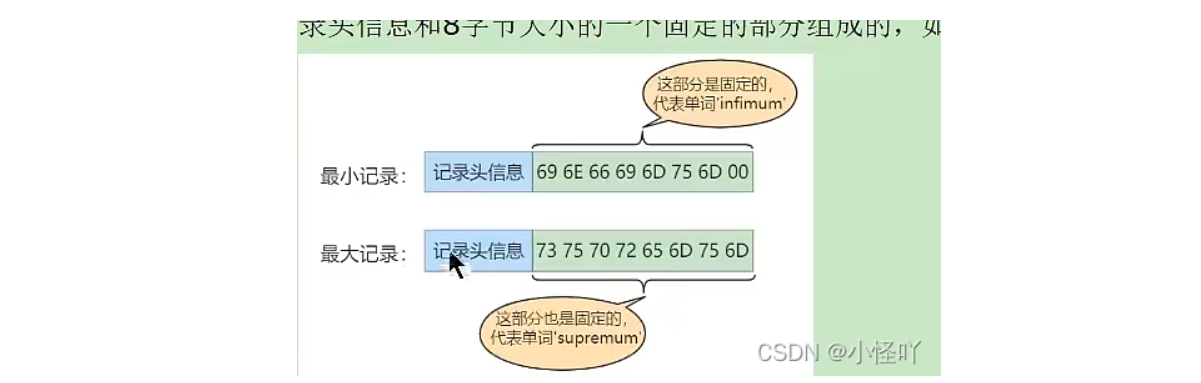 录头信息和8字节大小的一个固定的部分组成的，如
这部分是固定的，
代表单词'infimum'
最小记录：
记录头信息
69 6E 66 69 6D 75 6D 00
最大记录：
记录头信息
73 75 70 72 65 6D 75 6D
这部分也是固定的，
代表单词'supremum'
CSDN @小怪吖